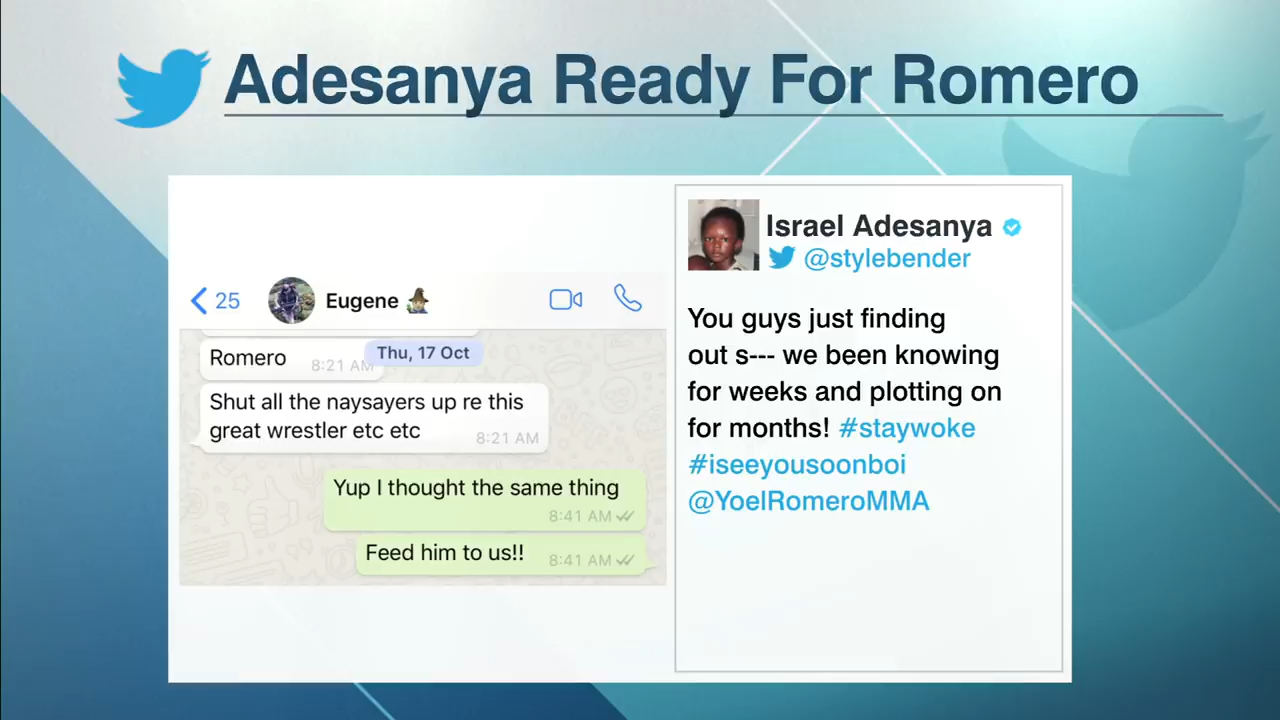 Adesanya Ready For Romero
25
Eugene
Thu, 17 Oct
Romero
8:21 AM
Shut all the naysayers up re this
great wrestler etc etc
8:21 AM
Yup I thought the same thing
8:41 AM
Feed him to us!!
8:41 AM
Israel Adesanya
@stylebender
You guys just finding
out s--- we been knowing
for weeks and plotting on
for months! #staywoke
#iseeyousoonboi
@YoelRomeroMMA